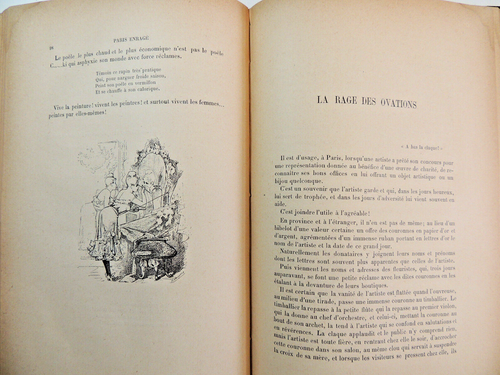 98
PARIS ENRAGÉ
Le poêle le plus chaud et le plus économique n'est pas le poêle
C.....ki qui asphyxie son monde avec force réclames.
Témoin ce rapin très pratique
Qui, pour narguer froids voisins,
Peint son poêle en vermillon
Et se chauffe à son calorique.
Vive la peinture! vivent les peintres! et surtout vivent les femmes...
peintes par elles-mêmes!
LA RAGE DES OVATIONS
« A bas la claque! »
Il est d'usage, à Paris, lorsqu'une artiste a prêté son concours pour
une représentation donnée au bénéfice d'une œuvre de charité, de re-
connaître ses bons offices en lui offrant un objet artistique ou un
bijou quelconque.
C'est un souvenir que l'artiste garde et qui, dans les jours heureux,
lui sert de trophée, et dans les jours d'adversité lui vient souvent en
aide.
C'est joindre l'utile à l'agréable!
En province et à l'étranger, il n'en est pas de même; au lieu d'un
bibelot d'une valeur certaine on offre des couronnes en papier d'or et
d'argent, agrémentées d'un immense ruban portant en lettres d'or le
nom de l'artiste et la date de ce grand jour.
Naturellement les donataires y joignent leurs noms et prénoms
dont les lettres sont souvent plus apparentes que celles de l'artiste.
Puis viennent les noms et adresses des fleuristes, qui, trois jours
auparavant, se font une petite réclame avec les dites couronnes en étant
à la devanture de leurs boutiques.
Il est certain que la vanité de l'artiste est flattée quand l'ouvreuse,
au milieu d'une tirade, passe une immense couronne au timballier. Le
timballier la repasse à la petite flûte qui la repasse au premier violon,
qui la donne au chef d'orchestre, et celui-ci, mettant la couronne au
bout de son archet, la tend à l'artiste qui se confond en salutations et
en révérences. La claque applaudit et le public n'y comprend rien,
mais l'artiste est toute fière, en rentrant chez elle le soir, d'accrocher
cette couronne dans son salon, au même clou qui servait à suspendre
la croix de sa mère, et lorsque les visiteurs se pressent chez elle, ils